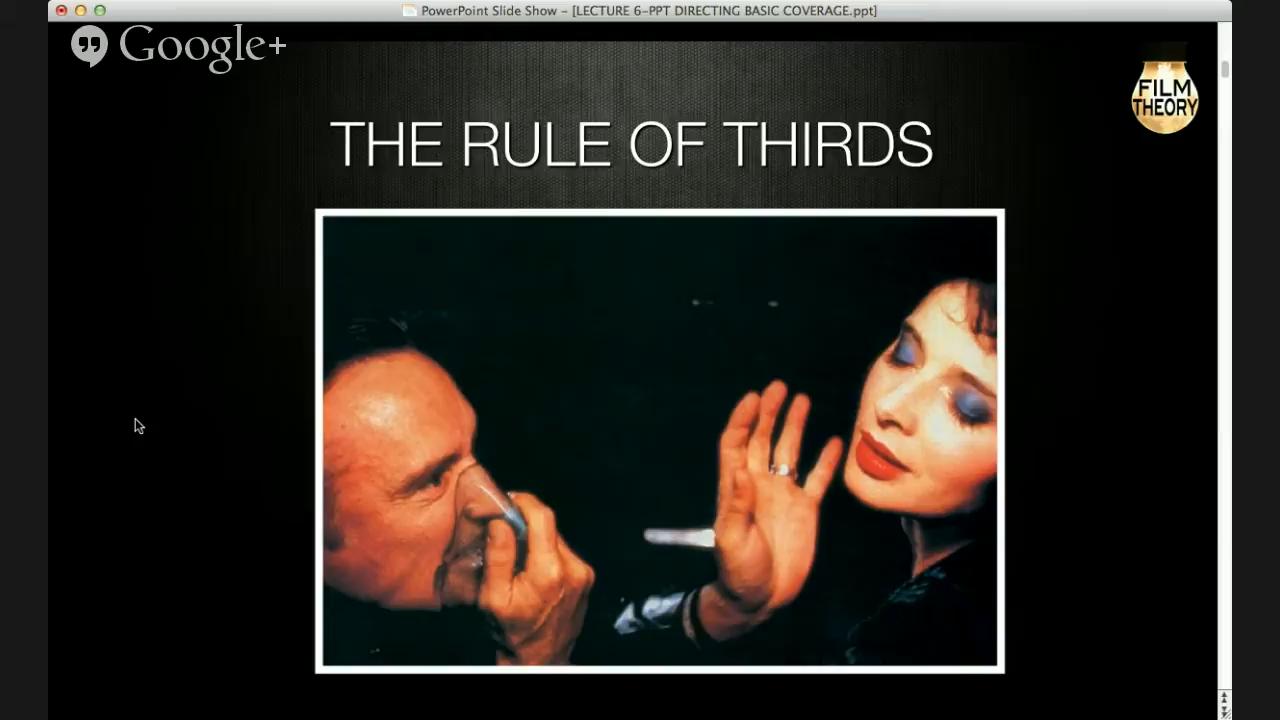 PowerPoint Slide Show – [LECTURE 6-PPT DIRECTING BASIC COVERAGE.ppt]
Google+
FILM
THEORY
THE RULE OF THIRDS